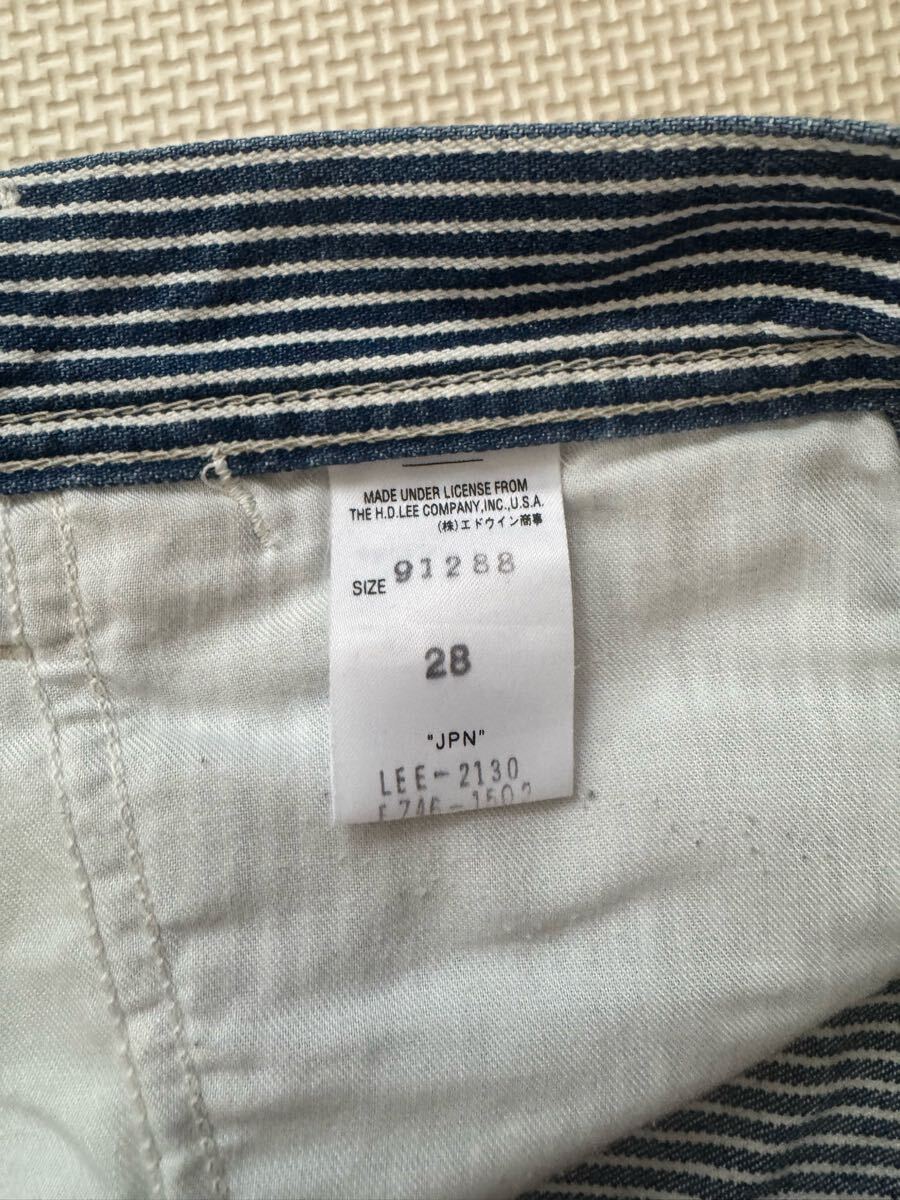 MADE UNDER LICENSE FROM
THE H.D.LEE COMPANY,INC.,U.S.A.
(株)エドウイン商事
SIZE 91288
28
"JPN"
LEE-2130